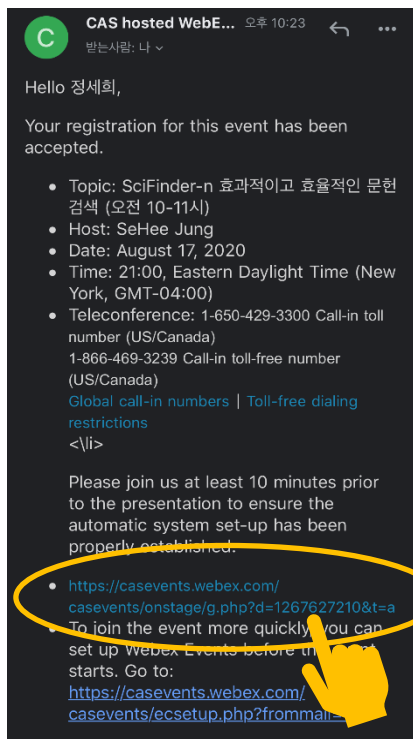 C
CAS hosted WebE... 오후 10:23
받는사람: 나
Hello 정세희,
Your registration for this event has been
accepted.
• Topic: SciFinder-n 효과적이고 효율적인 문헌
검색 (오전 10-11시)
• Host: SeHee Jung
• Date: August 17, 2020
• Time: 21:00, Eastern Daylight Time (New
York, GMT-04:00)
• Teleconference: 1-650-429-3300 Call-in toll
number (US/Canada)
1-866-469-3239 Call-in toll-free number
(US/Canada)
Global call-in numbers | Toll-free dialing
restrictions
<\li>
Please join us at least 10 minutes prior
to the presentation to ensure the
automatic system set-up has been
properly established.
• https://casevents.webex.com/
casevents/onstage/g.php?d=1267627210&t=a
• To join the event more quickly, you can
set up Webex Events before the event
starts. Go to:
https://casevents.webex.com/
casevents/ecsetup.php?frommail=